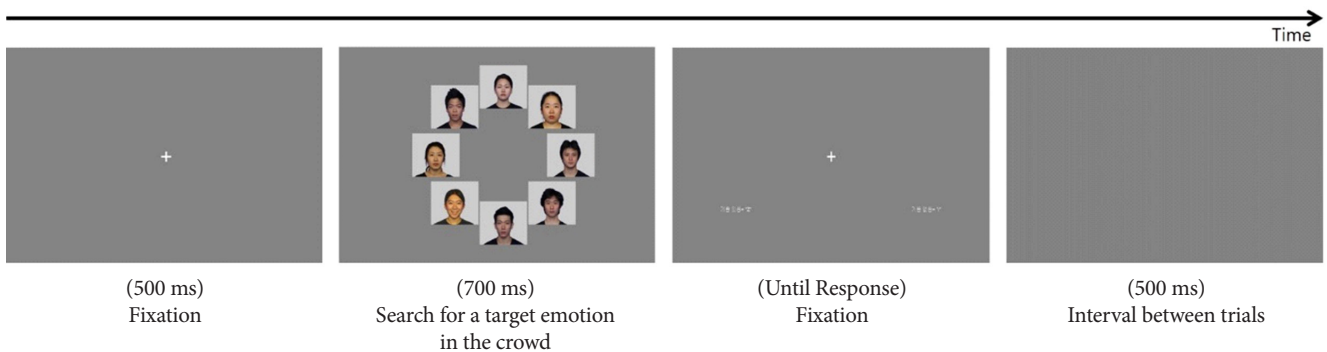 Time
(500 ms)
Fixation
(700 ms)
Search for a target emotion
in the crowd
(Until Response)
Fixation
(500 ms)
Interval between trials